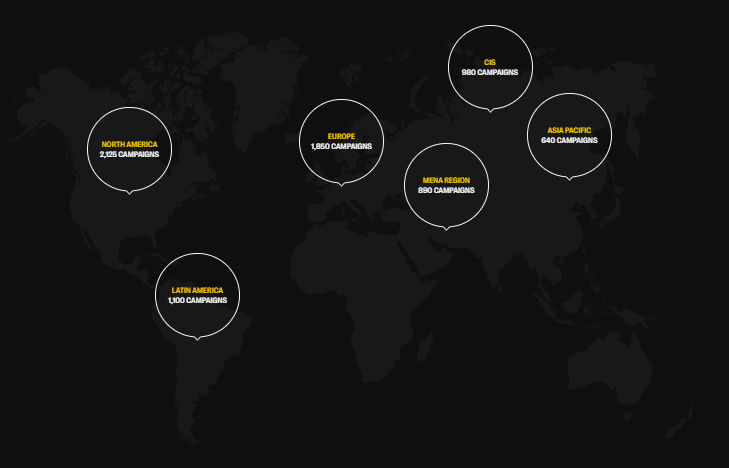 CIS
980 CAMPAIGNS
ASIA PACIFIC
640 CAMPAIGNS
EUROPE
1,850 CAMPAIGNS
NORTH AMERICA
2,125 CAMPAIGNS
MENA REGION
890 CAMPAIGNS
LATIN AMERICA
1,100 CAMPAIGNS